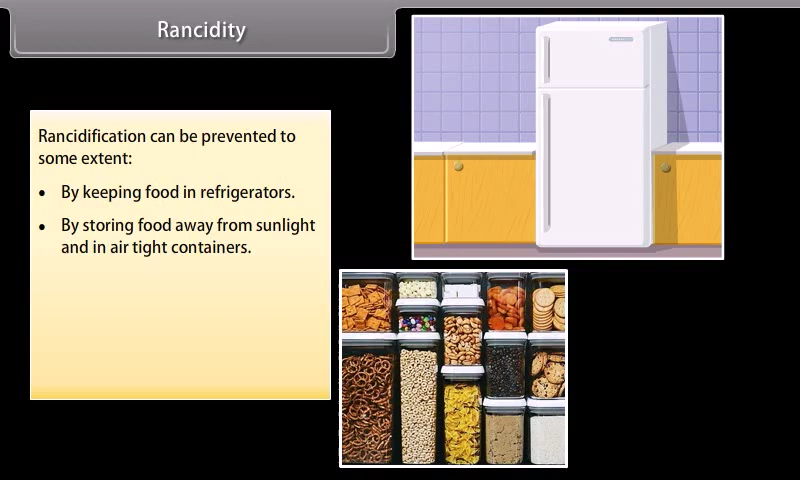 Rancidity
Rancidification can be prevented to
some extent:
• By keeping food in refrigerators.
• By storing food away from sunlight
and in air tight containers.